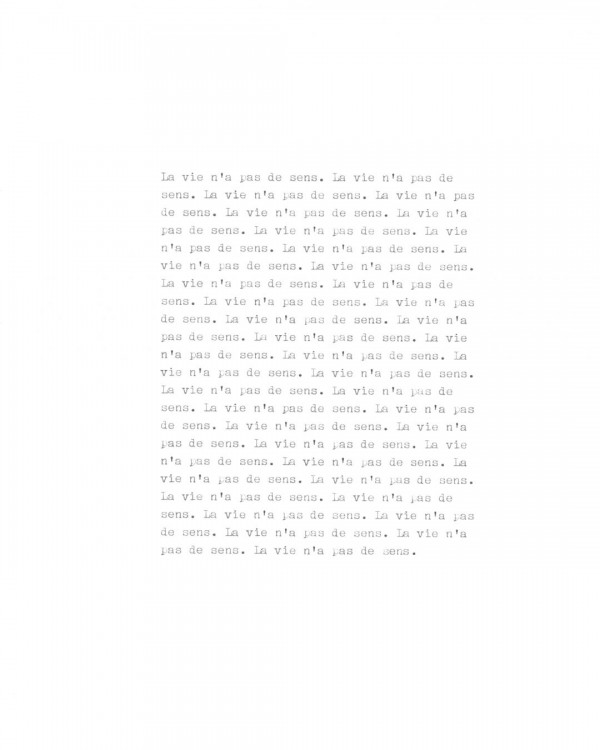 La vie n'a pas de sens. La vie n'a pas de
sens. La vie n'a pas de sens. La vie n'a pas
de sens. La vie n'a pas de sens. La vie n'a
pas de sens. La vie n'a pas de sens. La vie
n'a pas de sens. La vie n'a pas de sens. La
vie n'a pas de sens. La vie n'a pas de sens.
La vie n'a pas de sens. La vie n'a pas de
sens. La vie n'a pas de sens. La vie n'a pas
de sens. La vie n'a pas de sens. La vie n'a
pas de sens. La vie n'a pas de sens. La vie
n'a pas de sens. La vie n'a pas de sens. La
vie n'a pas de sens. La vie n'a pas de sens.
La vie n'a pas de sens. La vie n'a pas de
sens. La vie n'a pas de sens. La vie n'a pas
de sens. La vie n'a pas de sens. La vie n'a
pas de sens. La vie n'a pas de sens. La vie
n'a pas de sens. La vie n'a pas de sens. La
vie n'a pas de sens. La vie n'a pas de sens.
La vie n'a pas de sens. La vie n'a pas de
sens. La vie n'a pas de sens. La vie n'a pas
de sens. La vie n'a pas de sens. La vie n'a
pas de sens. La vie n'a pas de sens.